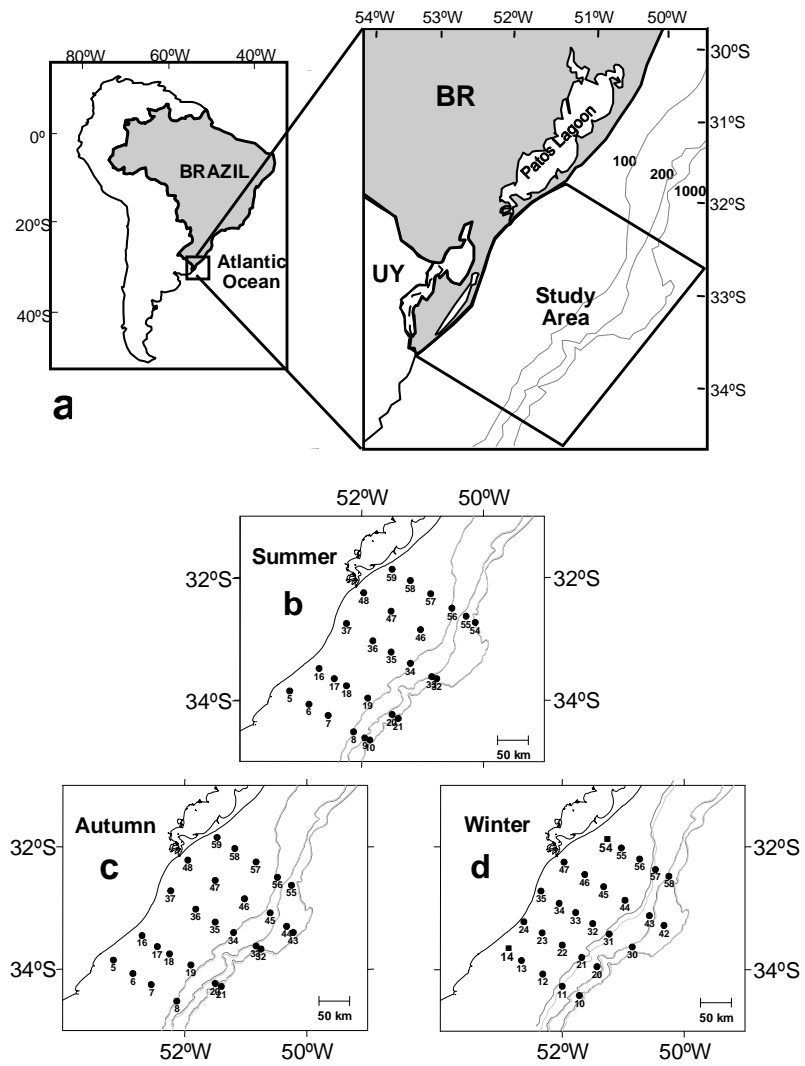 54ºW 53ºW 52ºW 51ºW 50ºW
80ºW 60ºW 40ºW
30ºS
BR
31ºS
0º
Patos Lagoon
BRAZIL
100
200
1000
32ºS
20ºS
Atlantic
Ocean
UY
Study
Area
33ºS
40ºS
34ºS
a
52ºW 50ºW
Summer
32ºS 32ºS
b
59
58
48
57
47
56
55 54
37
46
36
35
34
16
17
18
33 32
5
6
19
34ºS 34ºS
7
20
21
8
9
10
50 km
Autumn
32ºS
c
59
58
48
57
47
56
55
37
46
36
45
35
34
44
43
16
17
18
33 32
5
6
19
34ºS
7
20
21
8
50 km
52ºW 50ºW
Winter
32ºS
d
54
55
47
56
46
57
58
45
35
44
34
33
43
24
32
42
23
31
14
22
30
13
21
34ºS
12
20
11
10
50 km
52ºW 50ºW